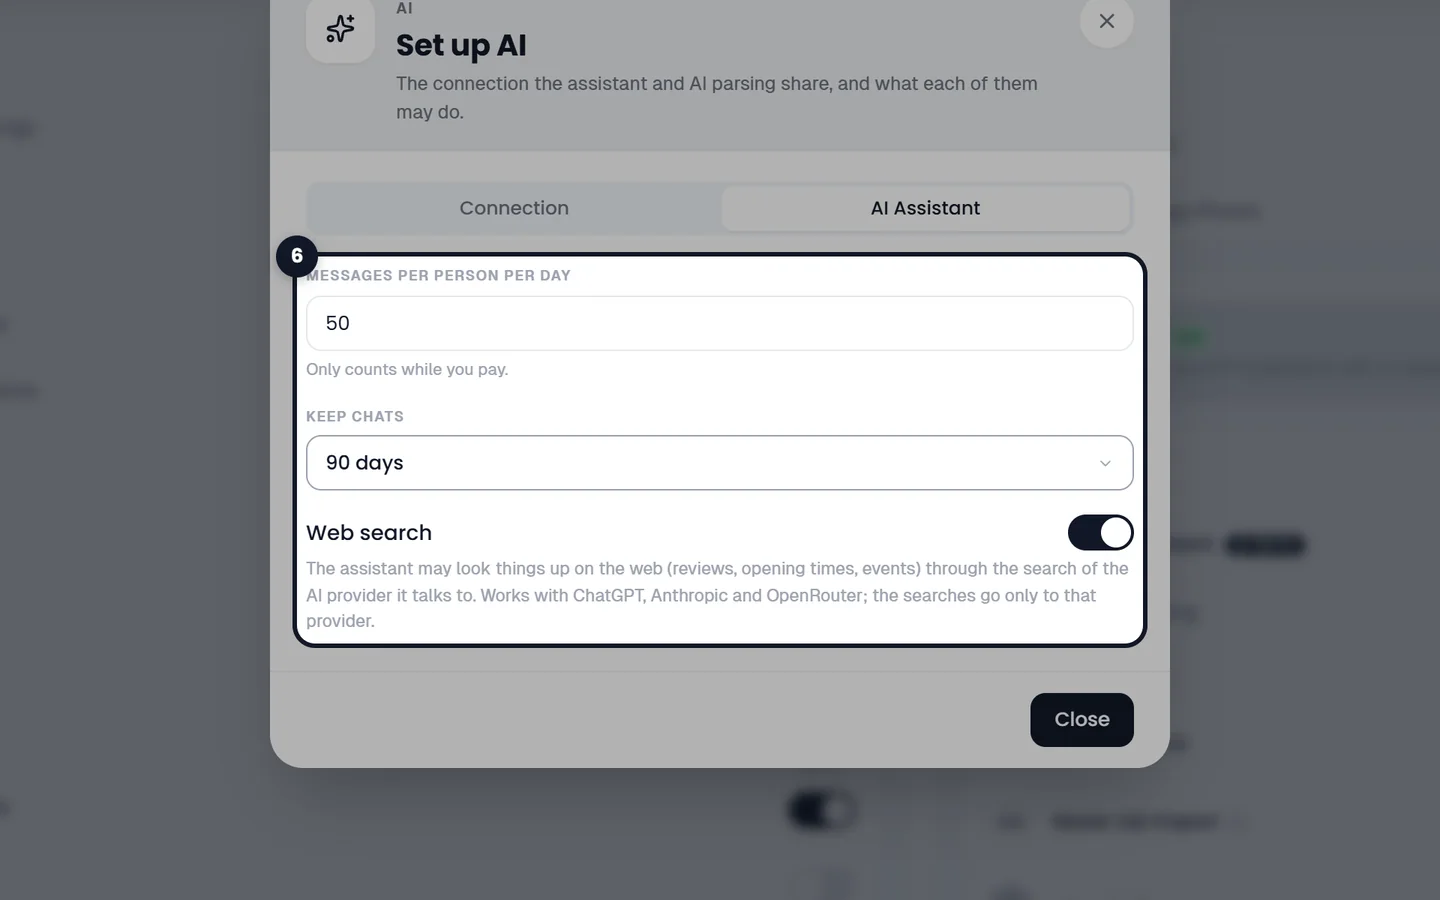 AI
Set up AI
The connection the assistant and AI parsing share, and what each of them
may do.
Connection
AI Assistant
6
MESSAGES PER PERSON PER DAY
50
Only counts while you pay.
KEEP CHATS
90 days
Web search
The assistant may look things up on the web (reviews, opening times, events) through the search of the
AI provider it talks to. Works with ChatGPT, Anthropic and OpenRouter; the searches go only to that
provider.
Close